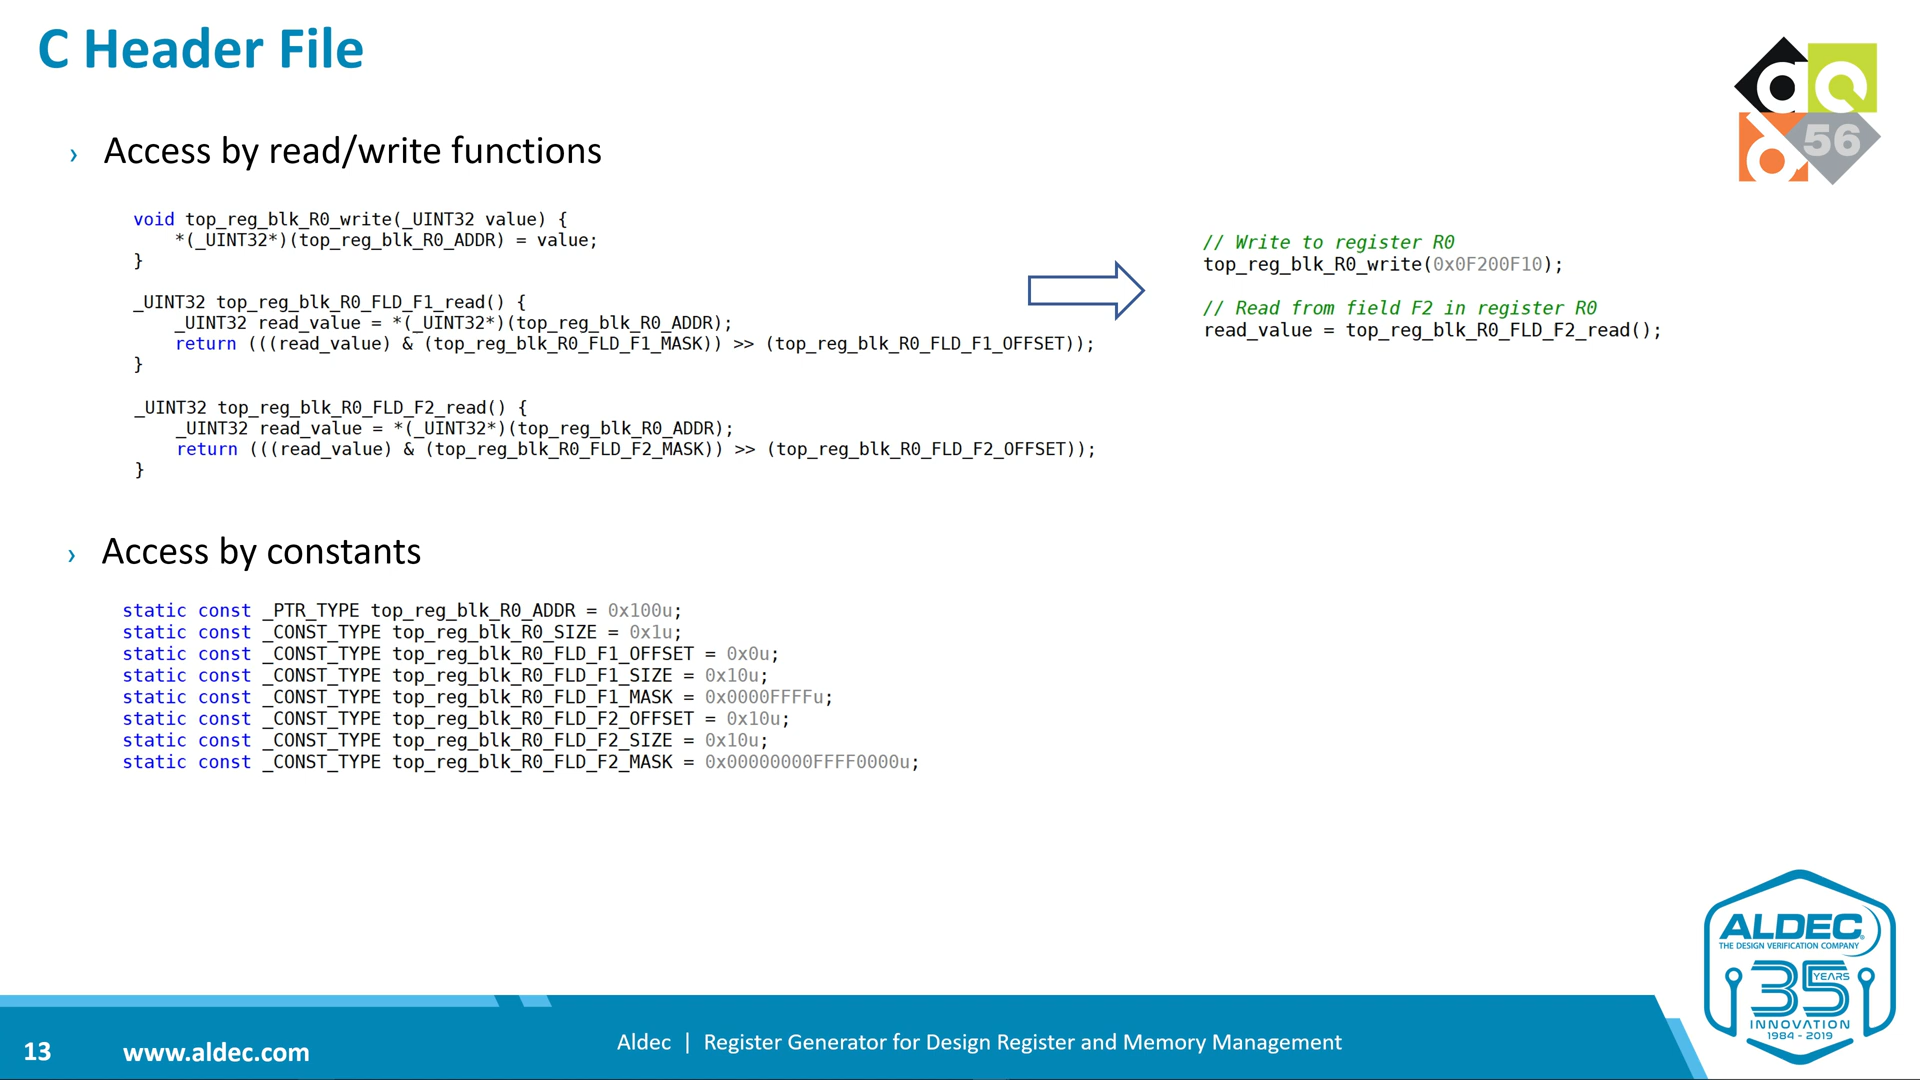 C Header File
56
› Access by read/write functions
void top_reg_blk_R0_write(_UINT32 value) {
    *(_UINT32*)(top_reg_blk_R0_ADDR) = value;
}
_UINT32 top_reg_blk_R0_FLD_F1_read() {
    _UINT32 read_value = *(_UINT32*)(top_reg_blk_R0_ADDR);
    return (((read_value) & (top_reg_blk_R0_FLD_F1_MASK)) >> (top_reg_blk_R0_FLD_F1_OFFSET));
}
_UINT32 top_reg_blk_R0_FLD_F2_read() {
    _UINT32 read_value = *(_UINT32*)(top_reg_blk_R0_ADDR);
    return (((read_value) & (top_reg_blk_R0_FLD_F2_MASK)) >> (top_reg_blk_R0_FLD_F2_OFFSET));
}
// Write to register R0
top_reg_blk_R0_write(0x0F200F10);
// Read from field F2 in register R0
read_value = top_reg_blk_R0_FLD_F2_read();
› Access by constants
static const _PTR_TYPE top_reg_blk_R0_ADDR = 0x100u;
static const _CONST_TYPE top_reg_blk_R0_SIZE = 0x1u;
static const _CONST_TYPE top_reg_blk_R0_FLD_F1_OFFSET = 0x0u;
static const _CONST_TYPE top_reg_blk_R0_FLD_F1_SIZE = 0x10u;
static const _CONST_TYPE top_reg_blk_R0_FLD_F1_MASK = 0x0000FFFFu;
static const _CONST_TYPE top_reg_blk_R0_FLD_F2_OFFSET = 0x10u;
static const _CONST_TYPE top_reg_blk_R0_FLD_F2_SIZE = 0x10u;
static const _CONST_TYPE top_reg_blk_R0_FLD_F2_MASK = 0x00000000FFFF0000u;
ALDEC®
THE DESIGN VERIFICATION COMPANY
35 YEARS
INNOVATION
1984 - 2019
13
www.aldec.com
Aldec | Register Generator for Design Register and Memory Management